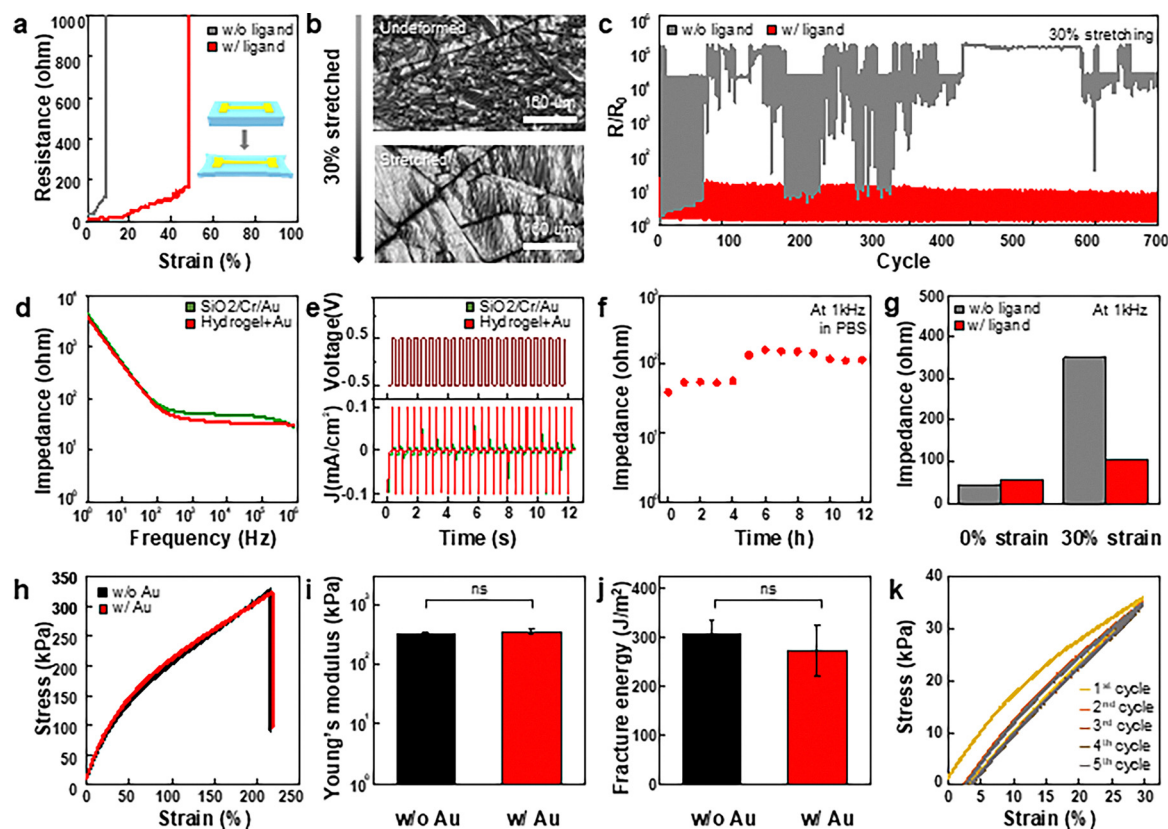 a
w/o ligand
w/ ligand
1000
800
600
400
200
0
0 20 40 60 80 100
Resistance (ohm)
Strain (%)
b
30% stretched
Undeformed
Stretched
c
w/o ligand
w/ ligand
30% stretching
10⁶
10⁵
10⁴
10³
10²
10¹
10⁰
0 100 200 300 400 500 600 700
R/R₀
Cycle
d
SiO2/Cr/Au
Hydrogel+Au
10⁴
10³
10²
10¹
10⁰
10⁰ 10¹ 10² 10³ 10⁴ 10⁵ 10⁶
Impedance (ohm)
Frequency (Hz)
e
SiO2/Cr/Au
Hydrogel+Au
0.5
-0.5
Voltage(V)
0.1
0
-0.1
J(mA/cm²)
0 2 4 6 8 10 12
Time (s)
f
At 1kHz
in PBS
10³
10²
10¹
10⁰
0 2 4 6 8 10 12
Impedance (ohm)
Time (h)
g
w/o ligand
w/ ligand
At 1kHz
500
400
300
200
100
0
Impedance (ohm)
0% strain
30% strain
h
w/o Au
w/ Au
350
300
250
200
150
100
50
0
0 50 100 150 200 250
Stress (kPa)
Strain (%)
i
ns
10³
10²
10¹
10⁰
Young's modulus (kPa)
w/o Au
w/ Au
j
ns
400
300
200
100
0
Fracture energy (J/m²)
w/o Au
w/ Au
k
40
30
20
10
0
1ˢᵗ cycle
2ⁿᵈ cycle
3ʳᵈ cycle
4ᵗʰ cycle
5ᵗʰ cycle
0 5 10 15 20 25 30
Stress (kPa)
Strain (%)